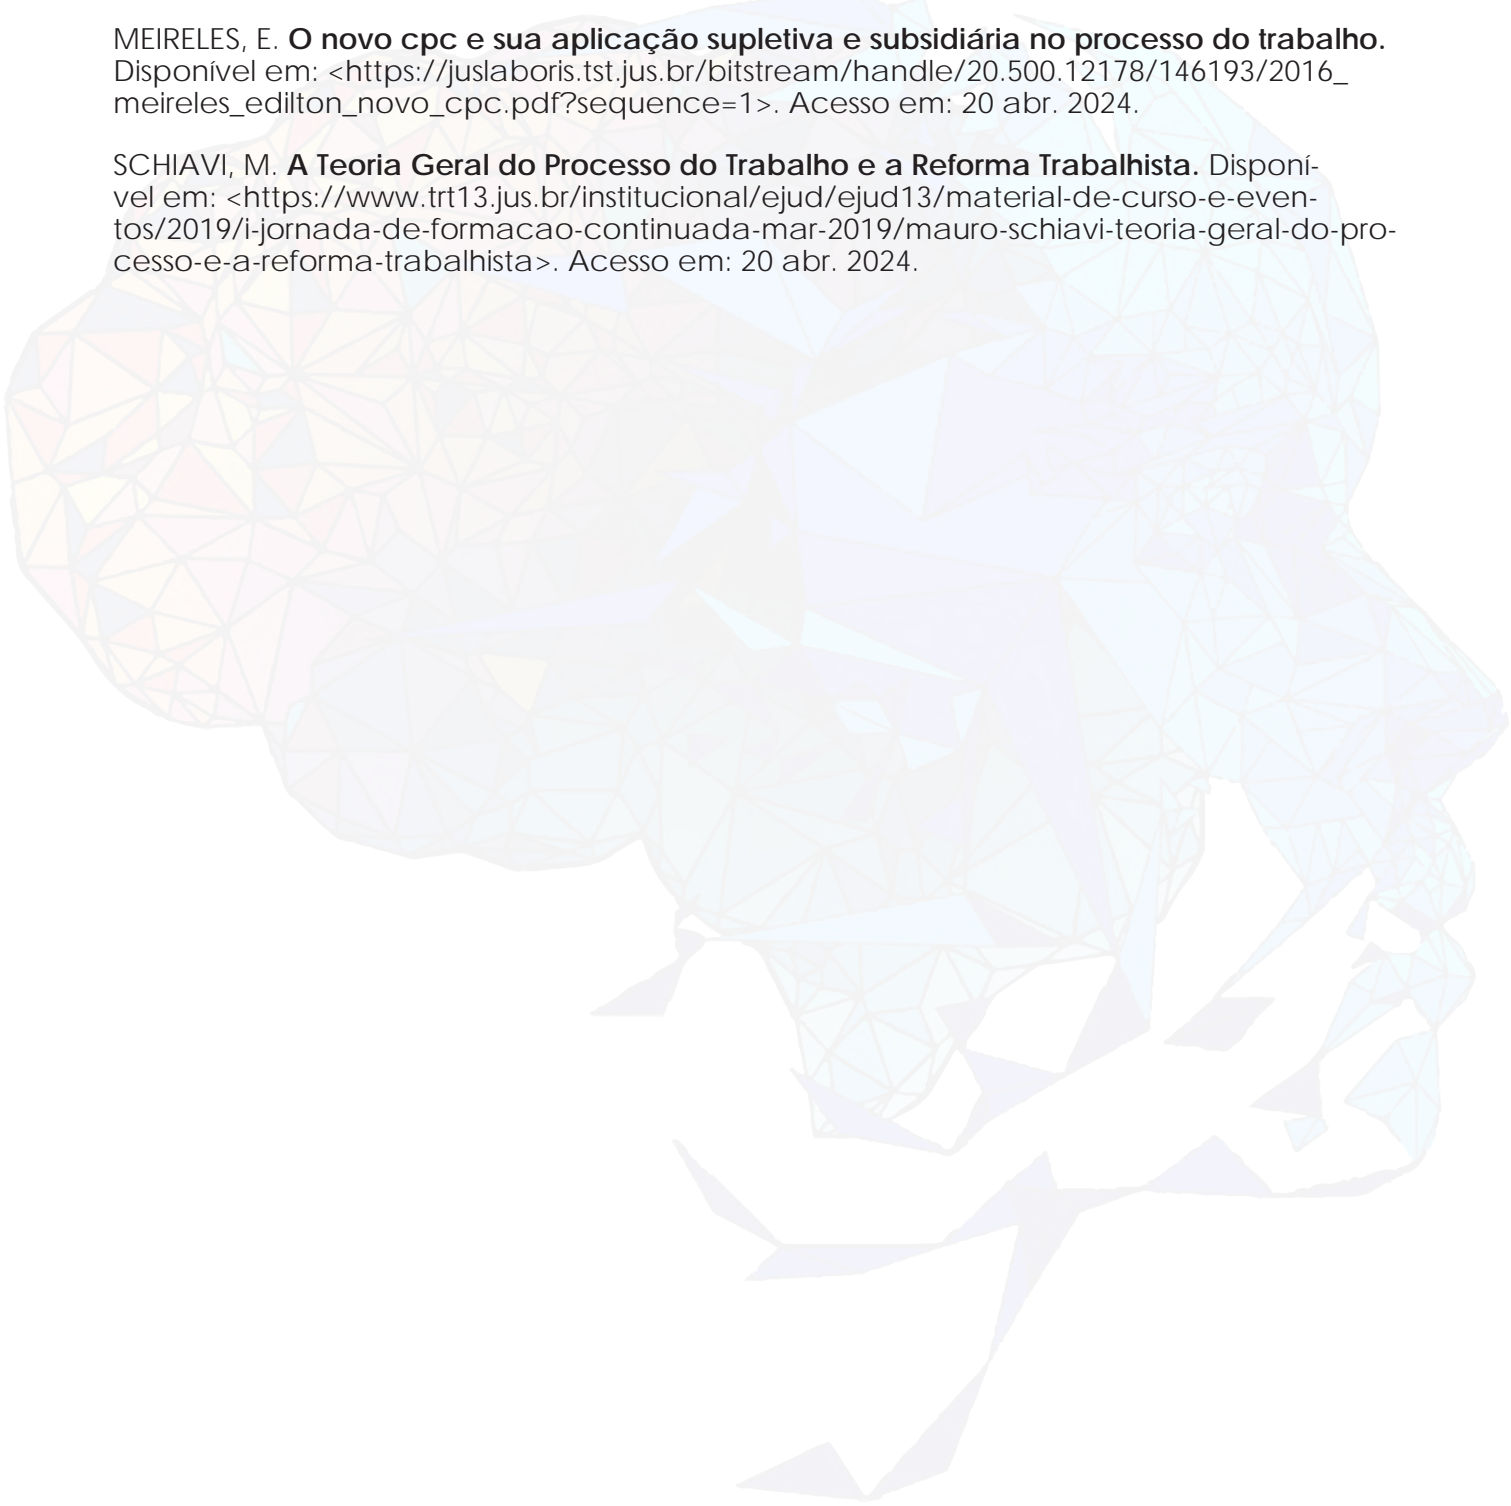 MEIRELES, E. O novo cpc e sua aplicação supletiva e subsidiária no processo do trabalho.
Disponível em: <https://juslaboris.tst.jus.br/bitstream/handle/20.500.12178/146193/2016_
meireles_edilton_novo_cpc.pdf?sequence=1>. Acesso em: 20 abr. 2024.
SCHIAVI, M. A Teoria Geral do Processo do Trabalho e a Reforma Trabalhista. Disponí-
vel em: <https://www.trt13.jus.br/institucional/ejud/ejud13/material-de-curso-e-even-
tos/2019/i-jornada-de-formacao-continuada-mar-2019/mauro-schiavi-teoria-geral-do-pro-
cesso-e-a-reforma-trabalhista>. Acesso em: 20 abr. 2024.